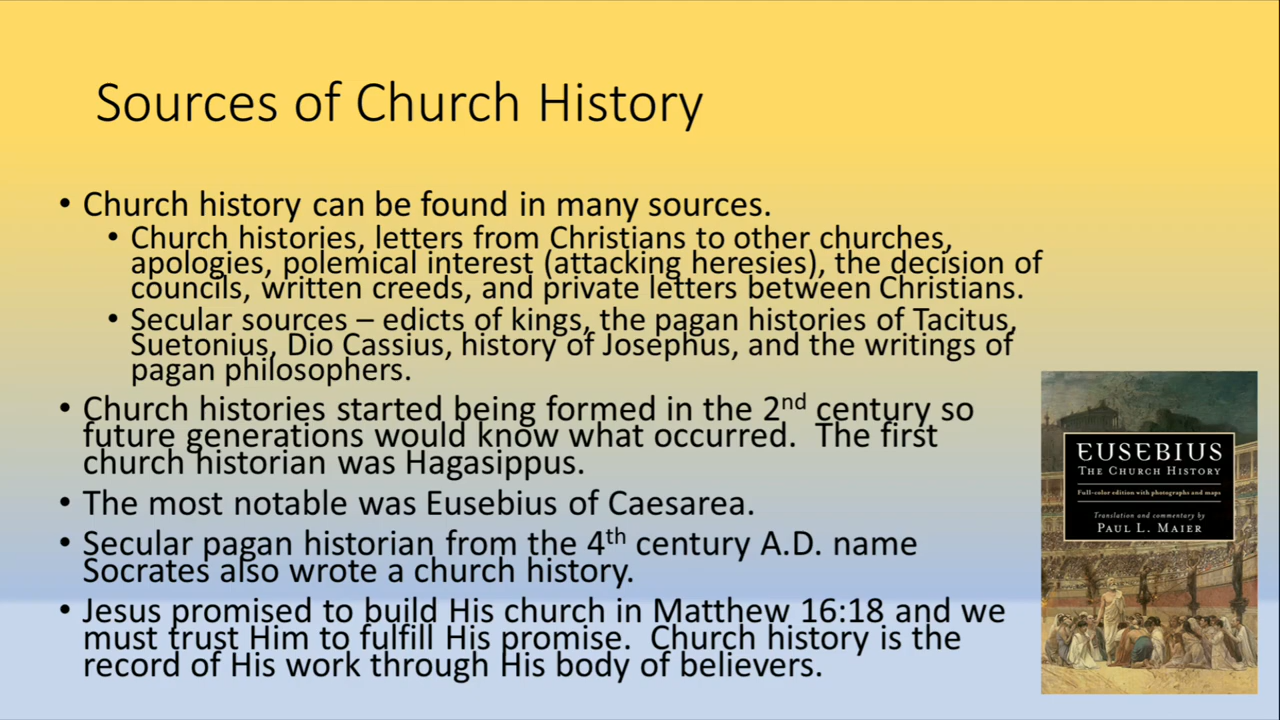 Sources of Church History
• Church history can be found in many sources.
• Church histories, letters from Christians to other churches,
apologies, polemical interest (attacking heresies), the decision of
councils, written creeds, and private letters between Christians.
• Secular sources – edicts of kings, the pagan histories of Tacitus,
Suetonius, Dio Cassius, history of Josephus, and the writings of
pagan philosophers.
• Church histories started being formed in the 2nd century so
future generations would know what occurred.  The first
church historian was Hagasippus.
• The most notable was Eusebius of Caesarea.
• Secular pagan historian from the 4th century A.D. name
Socrates also wrote a church history.
• Jesus promised to build His church in Matthew 16:18 and we
must trust Him to fulfill His promise.  Church history is the
record of His work through His body of believers.
EUSEBIUS
THE CHURCH HISTORY
Full-color edition with photographs and maps
Translation and commentary by
PAUL L. MAIER